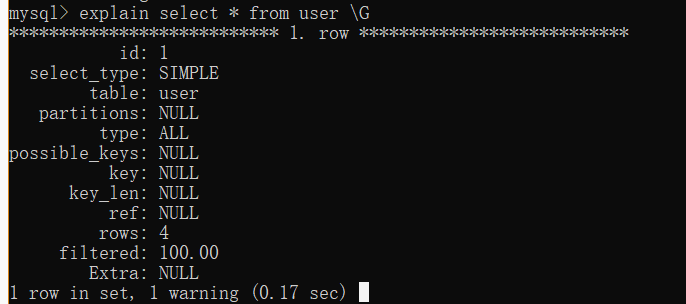 mysql> explain select * from user \G
*************************** 1. row ***************************
id: 1
select_type: SIMPLE
table: user
partitions: NULL
type: ALL
possible_keys: NULL
key: NULL
key_len: NULL
ref: NULL
rows: 4
filtered: 100.00
Extra: NULL
1 row in set, 1 warning (0.17 sec)